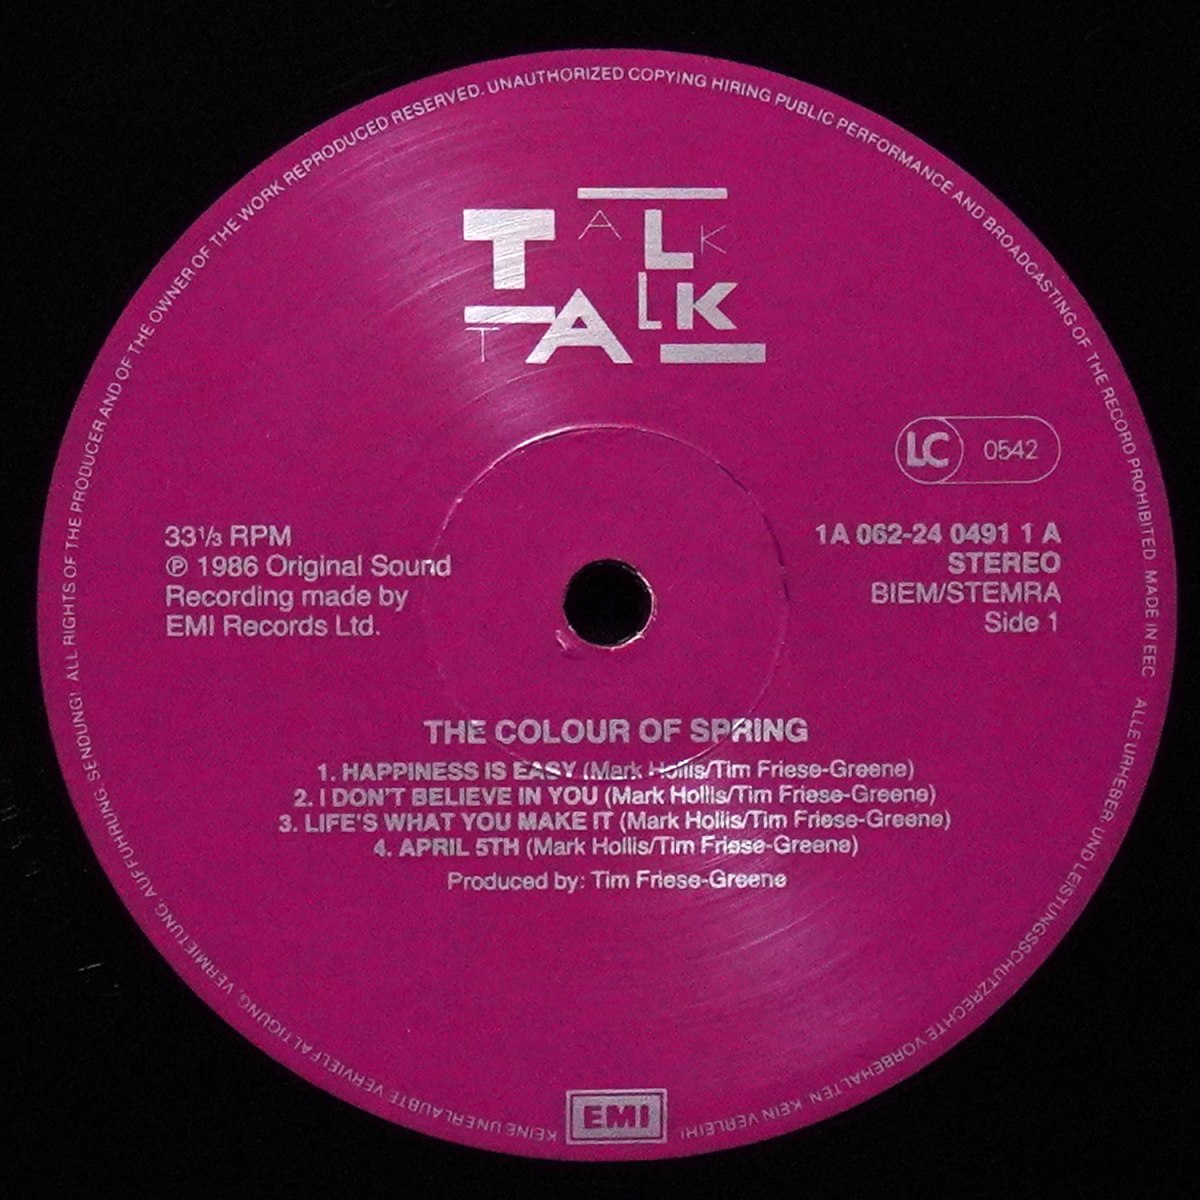 ALL RIGHTS OF THE PRODUCER AND OF THE OWNER OF THE WORK REPRODUCED RESERVED. UNAUTHORIZED COPYING HIRING PUBLIC PERFORMANCE AND BROADCASTING OF THE RECORD PROHIBITED MADE IN EEC
TALK
TALK
LC 0542
33⅓ RPM
℗ 1986 Original Sound
Recording made by
EMI Records Ltd.
1A 062-24 0491 1 A
STEREO
BIEM/STEMRA
Side 1
THE COLOUR OF SPRING
1. HAPPINESS IS EASY (Mark Hollis/Tim Friese-Greene)
2. I DON'T BELIEVE IN YOU (Mark Hollis/Tim Friese-Greene)
3. LIFE'S WHAT YOU MAKE IT (Mark Hollis/Tim Friese-Greene)
4. APRIL 5TH (Mark Hollis/Tim Friese-Greene)
Produced by: Tim Friese-Greene
ALLE URHEBER- UND LEISTUNGSSCHUTZRECHTE VORBEHALTEN. KEIN VERLEIH!
KEINE UNERLAUBTE VERVIELFALTIGUNG, VERMIETUNG, AUFFUHRUNG, SENDUNG!
EMI